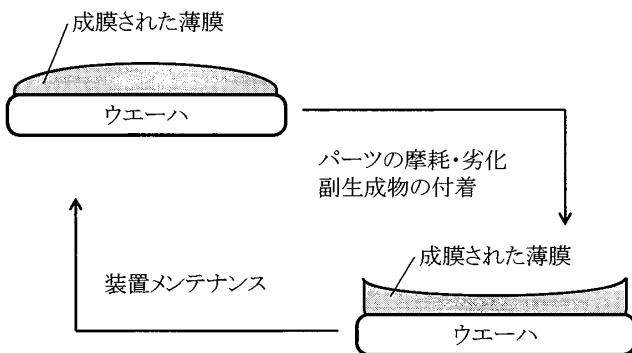 成膜された薄膜
ウエーハ
パーツの摩耗・劣化
副生成物の付着
成膜された薄膜
装置メンテナンス
ウエーハ